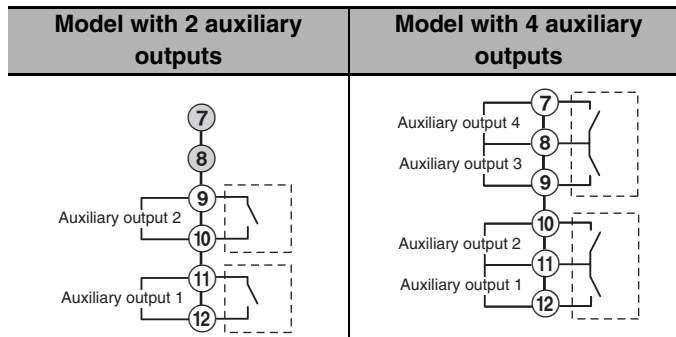 Model with 2 auxiliary
outputs
Model with 4 auxiliary
outputs
7
8
9
Auxiliary output 2
10
11
Auxiliary output 1
12
7
Auxiliary output 4
8
Auxiliary output 3
9
10
Auxiliary output 2
11
Auxiliary output 1
12